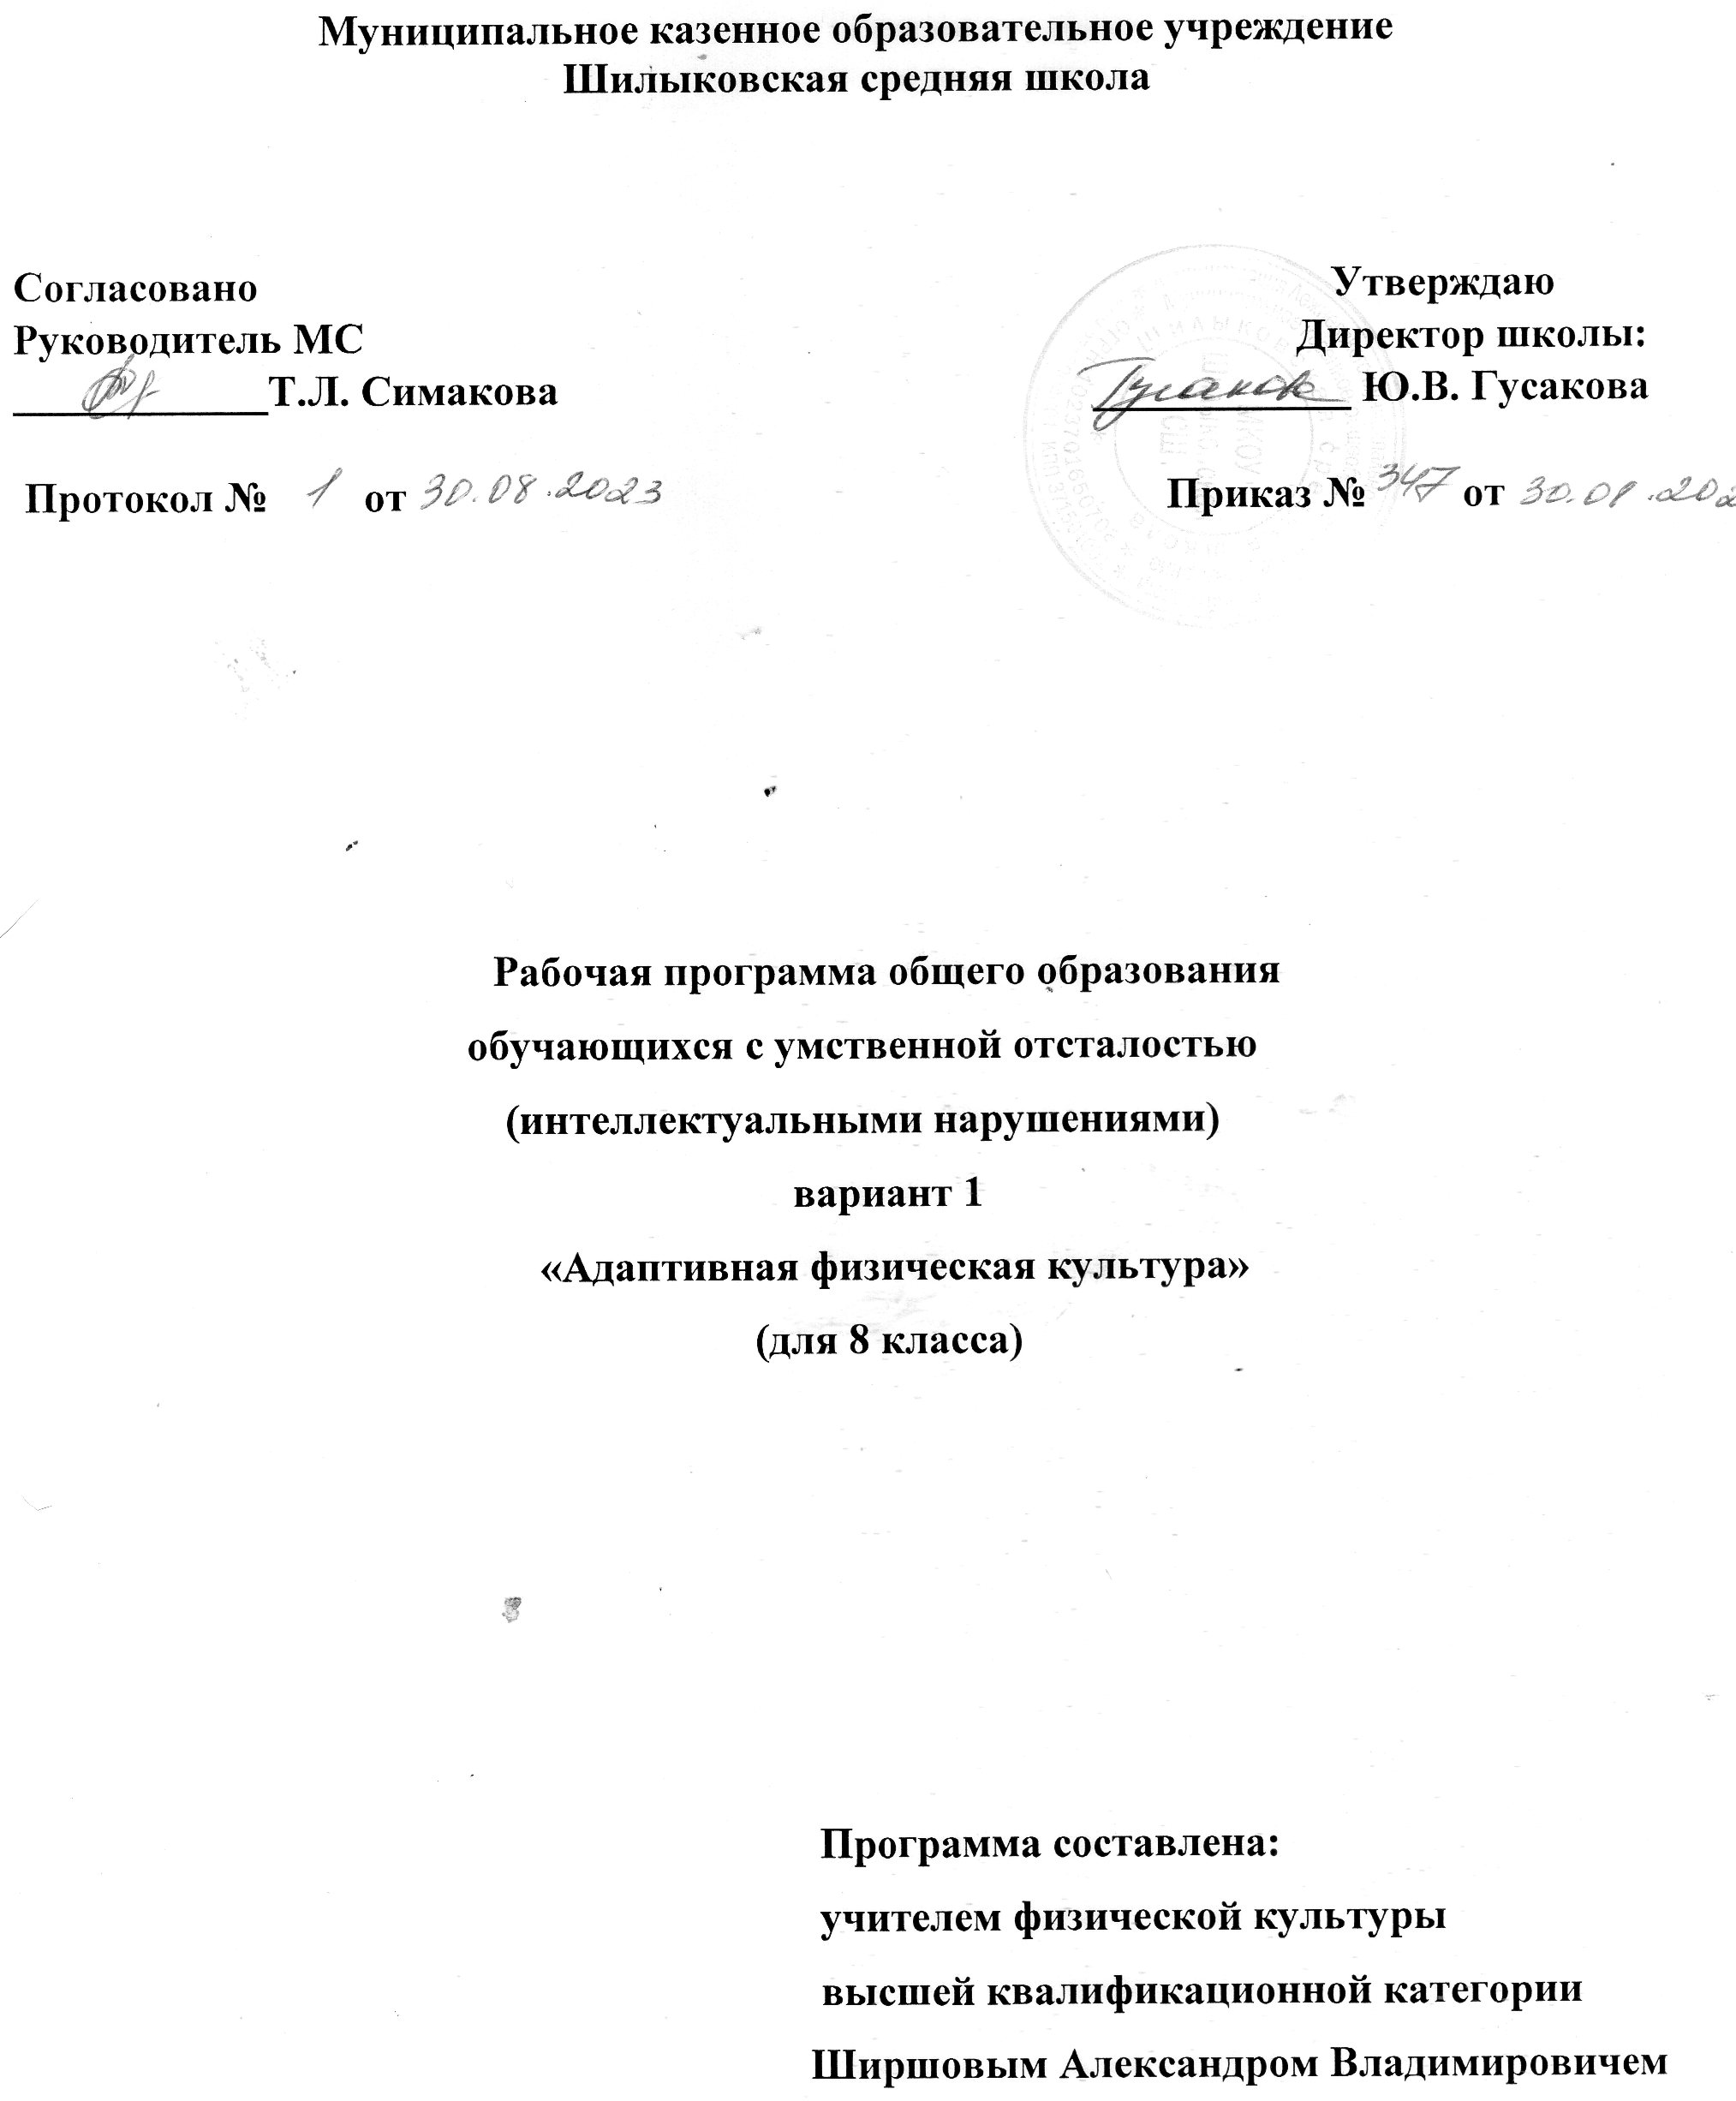 Муниципальное казенное образовательное учреждение
Шилыковская средняя школа
Согласовано
Руководитель МС
Т.Л. Симакова
Протокол № 1 от 30.08.2023
Утверждаю
Директор школы:
Гусакова Ю.В. Гусакова
Приказ № 347 от
Рабочая программа общего образования
обучающихся с умственной отсталостью
(интеллектуальными нарушениями)
вариант 1
«Адаптивная физическая культура»
(для 8 класса)
Программа составлена:
учителем физической культуры
высшей квалификационной категории
Ширшовым Александром Владимировичем